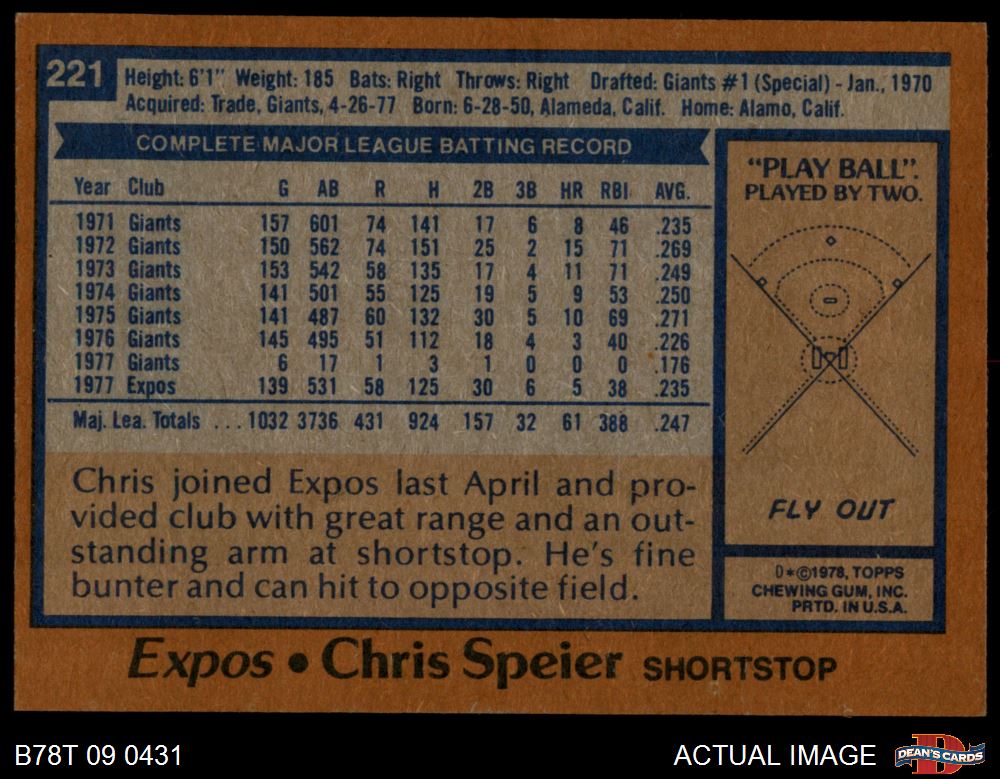 221
Height: 6'1" Weight: 185 Bats: Right Throws: Right Drafted: Giants #1 (Special) - Jan., 1970
Acquired: Trade, Giants, 4-26-77 Born: 6-28-50, Alameda, Calif. Home: Alamo, Calif.
COMPLETE MAJOR LEAGUE BATTING RECORD
Year Club G AB R H 2B 3B HR RBI AVG.
1971 Giants 157 601 74 141 17 6 8 46 .235
1972 Giants 150 562 74 151 25 2 15 71 .269
1973 Giants 153 542 58 135 17 4 11 71 .249
1974 Giants 141 501 55 125 19 5 9 53 .250
1975 Giants 141 487 60 132 30 5 10 69 .271
1976 Giants 145 495 51 112 18 4 3 40 .226
1977 Giants 6 17 1 3 1 0 0 0 .176
1977 Expos 139 531 58 125 30 6 5 38 .235
Maj. Lea. Totals ... 1032 3736 431 924 157 32 61 388 .247
Chris joined Expos last April and pro-
vided club with great range and an out-
standing arm at shortstop. He's fine
bunter and can hit to opposite field.
"PLAY BALL".
PLAYED BY TWO.
FLY OUT
0*©1978, TOPPS
CHEWING GUM, INC.
PRTD. IN U.S.A.
Expos • Chris Speier SHORTSTOP
B78T 09 0431
ACTUAL IMAGE
DEAN'S CARDS